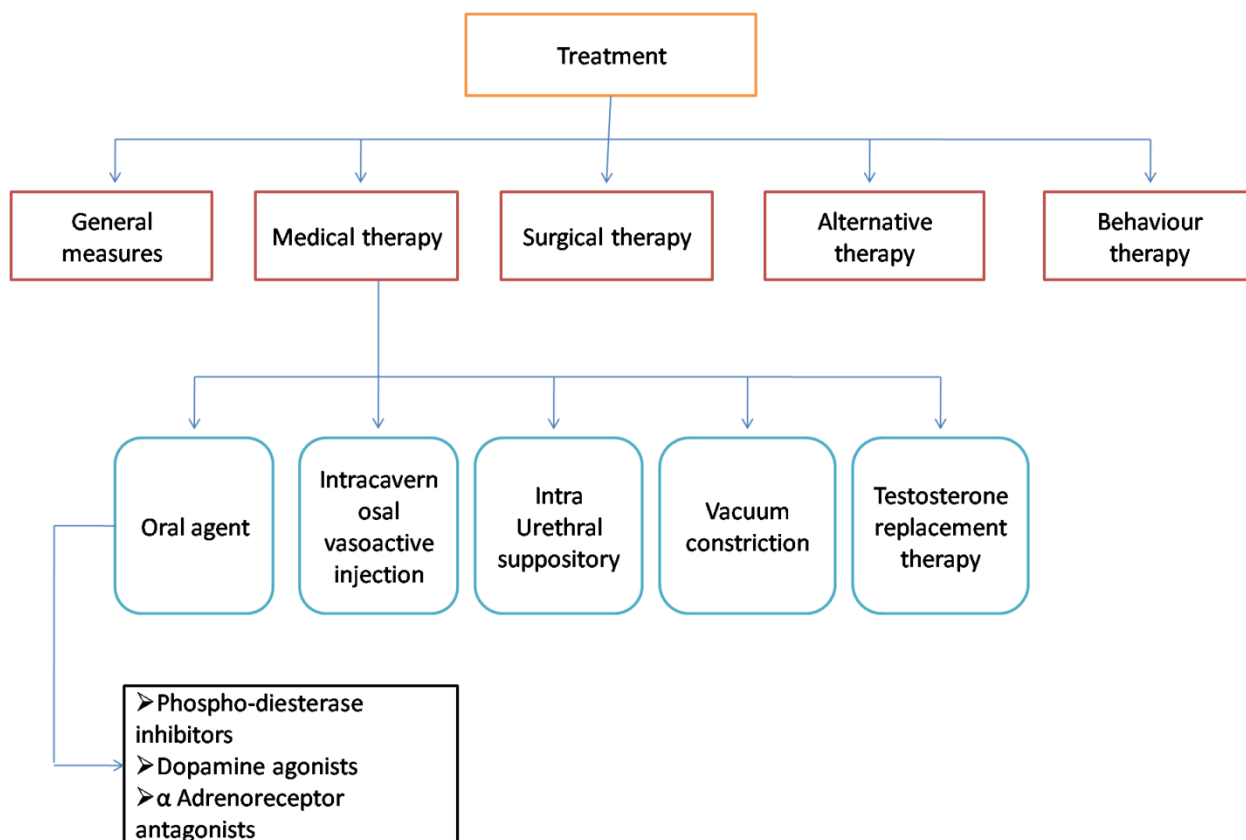 Treatment
General
measures
Medical therapy
Surgical therapy
Alternative
therapy
Behaviour
therapy
Oral agent
Intracavern
osal
vasoactive
injection
Intra
Urethral
suppository
Vacuum
constriction
Testosterone
replacement
therapy
➢Phospho-diesterase
inhibitors
➢Dopamine agonists
➢α Adrenoreceptor
antagonists